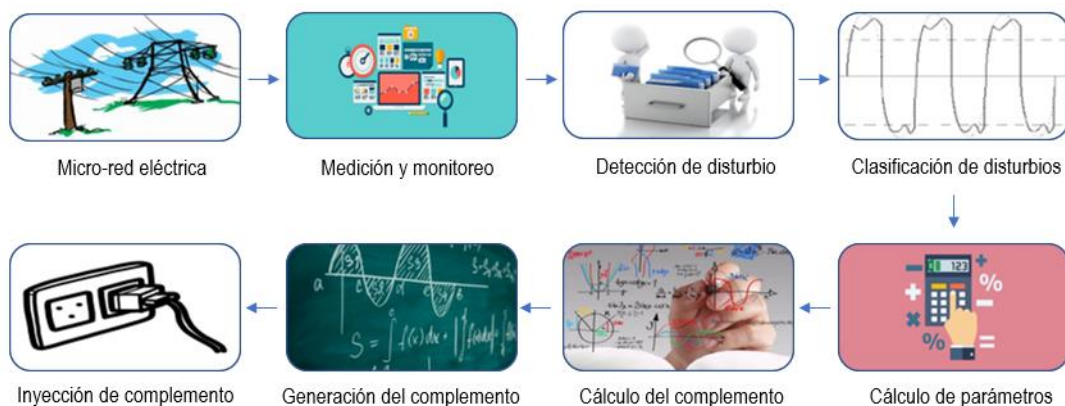 Micro-red eléctrica
Medición y monitoreo
Detección de disturbio
Clasificación de disturbios
123
%
%
Inyección de complemento
Generación del complemento
Cálculo del complemento
Cálculo de parámetros